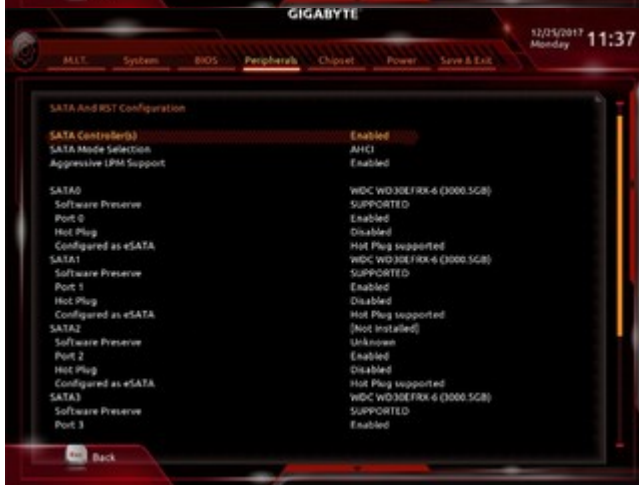 GIGABYTE
12/25/2017 Monday 11:37
M.I.T. System BIOS Peripherals Chipset Power Save & Exit
SATA And RST Configuration
SATA Controller(s) Enabled
SATA Mode Selection AHCI
Aggressive LPM Support Enabled
SATA0 WDC WD30EFRX-6 (3000.5GB)
Software Preserve SUPPORTED
Port 0 Enabled
Hot Plug Disabled
Configured as eSATA Hot Plug supported
SATA1 WDC WD30EFRX-6 (3000.5GB)
Software Preserve SUPPORTED
Port 1 Enabled
Hot Plug Disabled
Configured as eSATA Hot Plug supported
SATA2 [Not Installed]
Software Preserve Unknown
Port 2 Enabled
Hot Plug Disabled
Configured as eSATA Hot Plug supported
SATA3 WDC WD30EFRX-6 (3000.5GB)
Software Preserve SUPPORTED
Port 3 Enabled
Esc Back